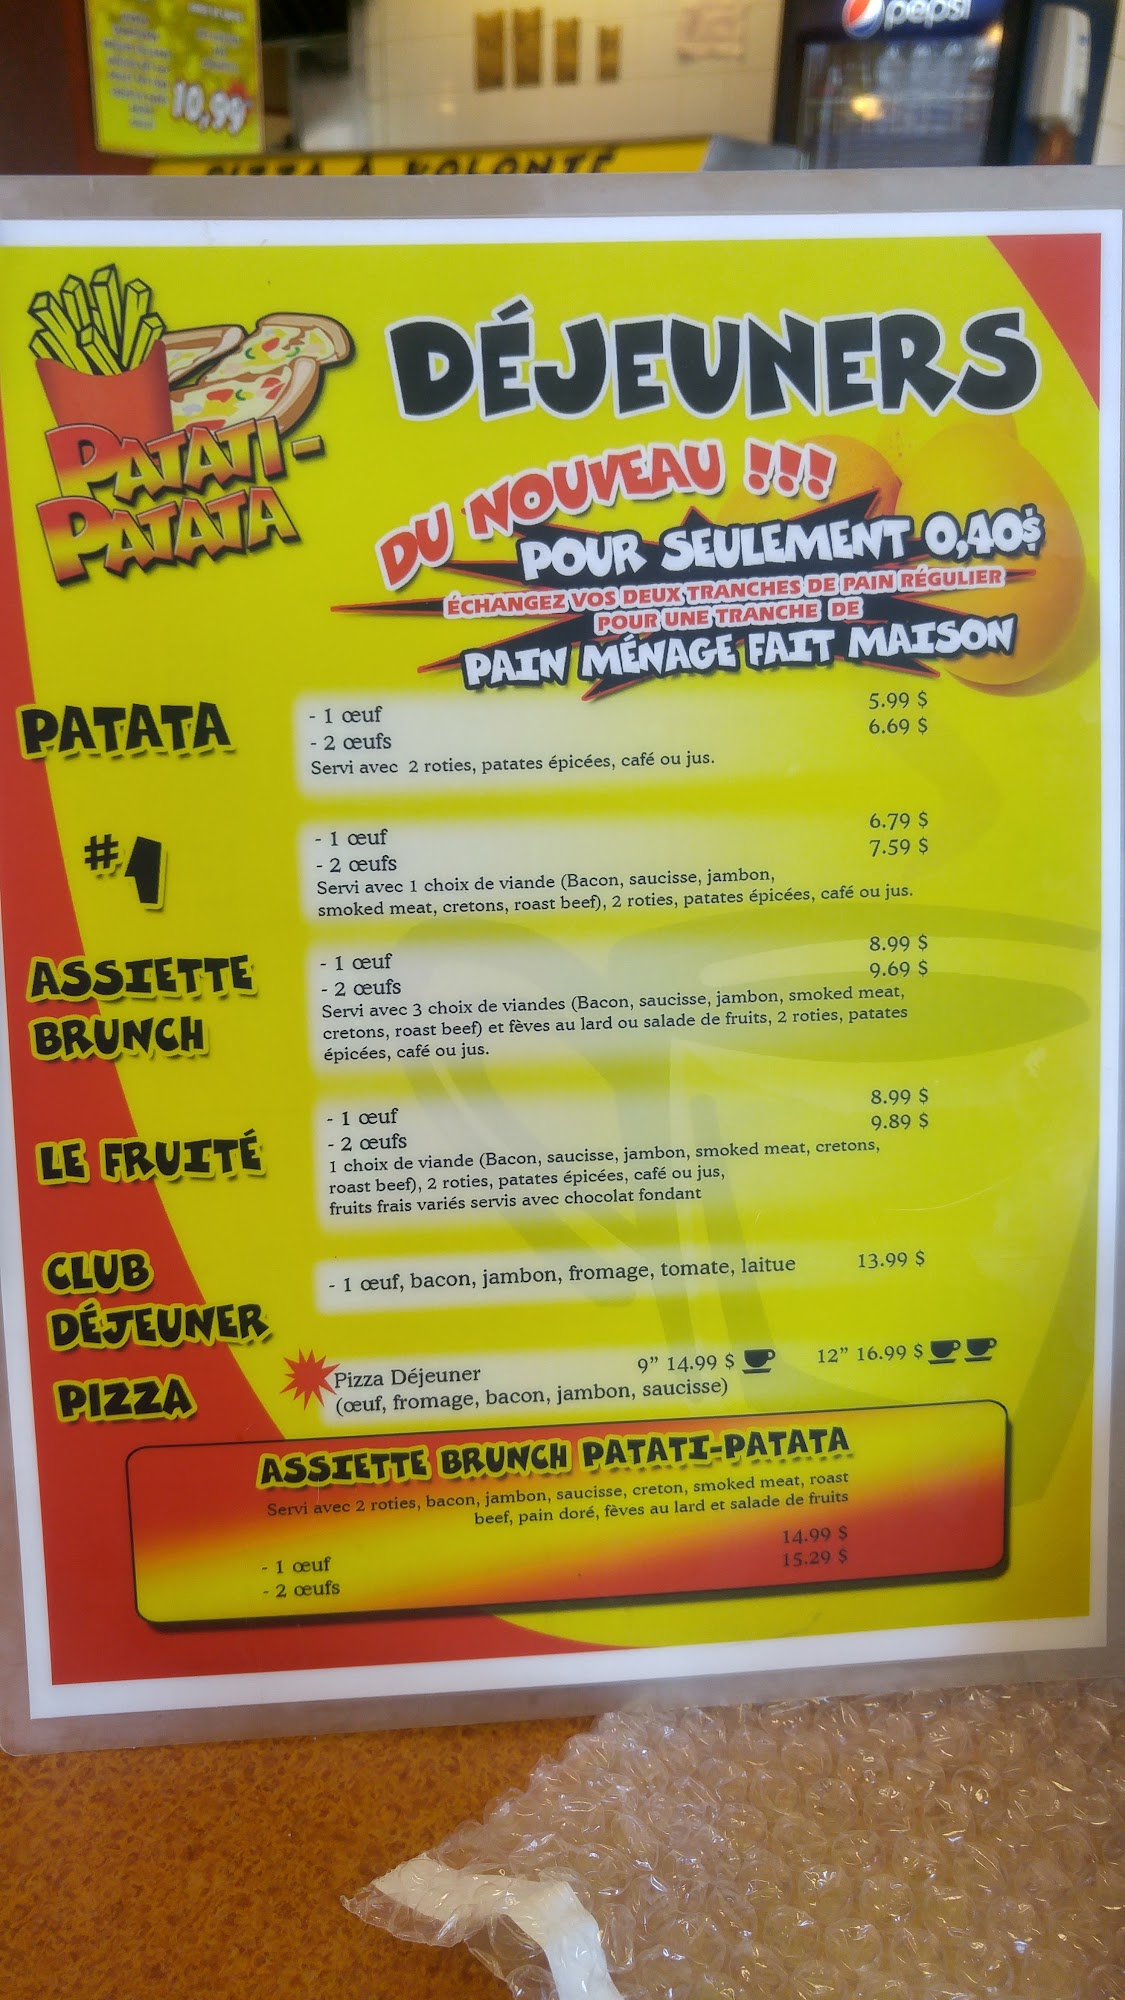 10,99
pepsi
PIZZA À VOLONTÉ
PATATI-
PATATA
DÉJEUNERS
DU NOUVEAU !!!
POUR SEULEMENT 0,40$
ÉCHANGEZ VOS DEUX TRANCHES DE PAIN RÉGULIER
POUR UNE TRANCHE DE
PAIN MÉNAGE FAIT MAISON
PATATA
- 1 œuf 5.99 $
- 2 œufs 6.69 $
Servi avec 2 roties, patates épicées, café ou jus.
#1
- 1 œuf 6.79 $
- 2 œufs 7.59 $
Servi avec 1 choix de viande (Bacon, saucisse, jambon,
smoked meat, cretons, roast beef), 2 roties, patates épicées, café ou jus.
ASSIETTE
BRUNCH
- 1 œuf 8.99 $
- 2 œufs 9.69 $
Servi avec 3 choix de viandes (Bacon, saucisse, jambon, smoked meat,
cretons, roast beef) et fèves au lard ou salade de fruits, 2 roties, patates
épicées, café ou jus.
LE FRUITÉ
- 1 œuf 8.99 $
- 2 œufs 9.89 $
1 choix de viande (Bacon, saucisse, jambon, smoked meat, cretons,
roast beef), 2 roties, patates épicées, café ou jus,
fruits frais variés servis avec chocolat fondant
CLUB
DÉJEUNER
- 1 œuf, bacon, jambon, fromage, tomate, laitue 13.99 $
PIZZA
Pizza Déjeuner 9" 14.99 $ 12" 16.99 $
(œuf, fromage, bacon, jambon, saucisse)
ASSIETTE BRUNCH PATATI-PATATA
Servi avec 2 roties, bacon, jambon, saucisse, creton, smoked meat, roast
beef, pain doré, fèves au lard et salade de fruits
- 1 œuf 14.99 $
- 2 œufs 15.29 $